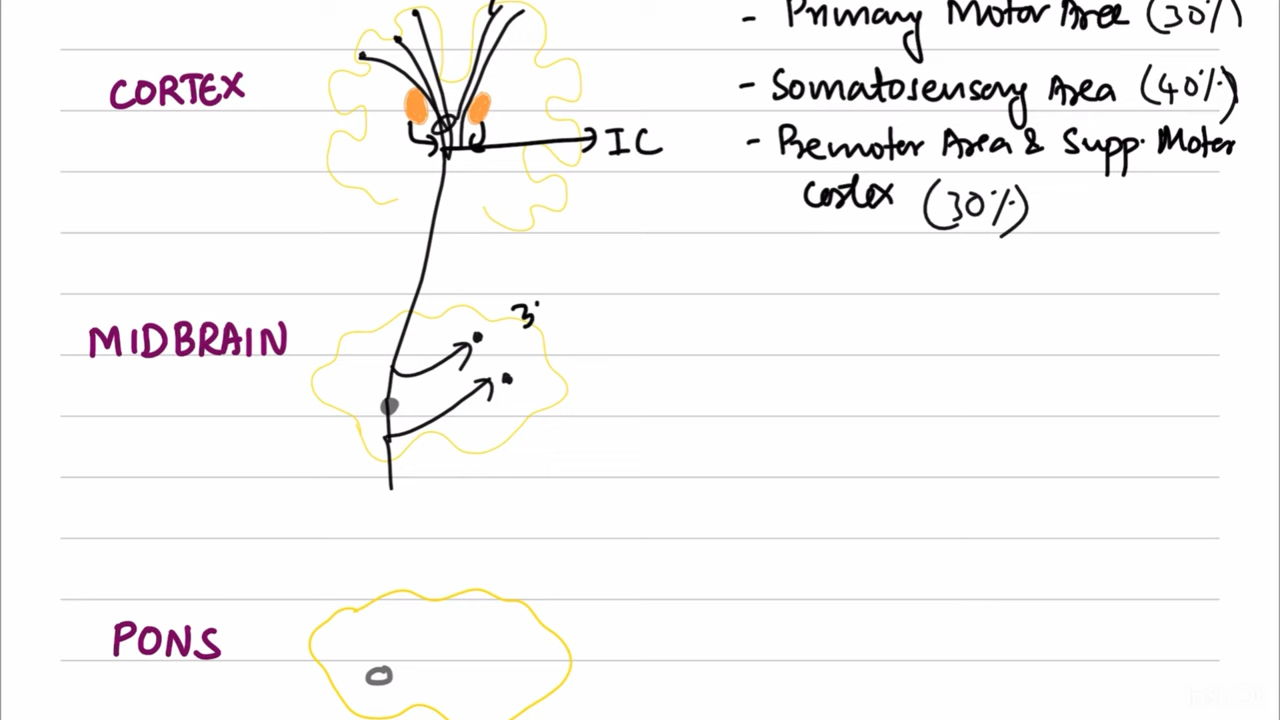 - Primary Motor Area (30%)
CORTEX
- Somatosensory Area (40%)
IC
- Premotor Area & Supp. Motor
cortex (30%)
3
MIDBRAIN
PONS